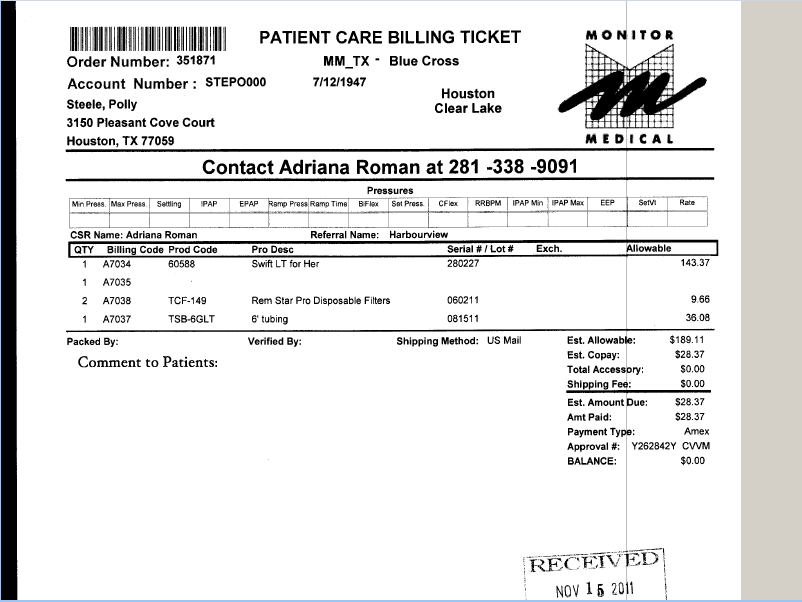 PATIENT CARE BILLING TICKET
MONITOR
MEDICAL
Order Number: 351871
MM_TX - Blue Cross
Account Number : STEPO000
7/12/1947
Houston
Clear Lake
Steele, Polly
3150 Pleasant Cove Court
Houston, TX 77059
Contact Adriana Roman at 281 -338 -9091
Pressures
Min Press. Max Press. Settling IPAP EPAP Ramp Press Ramp Time BiFlex Set Press. CFlex RRBPM IPAP Min IPAP Max EEP SetVt Rate
CSR Name: Adriana Roman Referral Name: Harbourview
QTY Billing Code Prod Code Pro Desc Serial # / Lot # Exch. Allowable
1 A7034 60588 Swift LT for Her 280227 143.37
1 A7035
2 A7038 TCF-149 Rem Star Pro Disposable Filters 060211 9.66
1 A7037 TSB-6GLT 6' tubing 081511 36.08
Packed By: Verified By: Shipping Method: US Mail
Comment to Patients:
Est. Allowable: $189.11
Est. Copay: $28.37
Total Accessory: $0.00
Shipping Fee: $0.00
Est. Amount Due: $28.37
Amt Paid: $28.37
Payment Type: Amex
Approval #: Y262842Y CVVM
BALANCE: $0.00
RECEIVED
NOV 15 2011